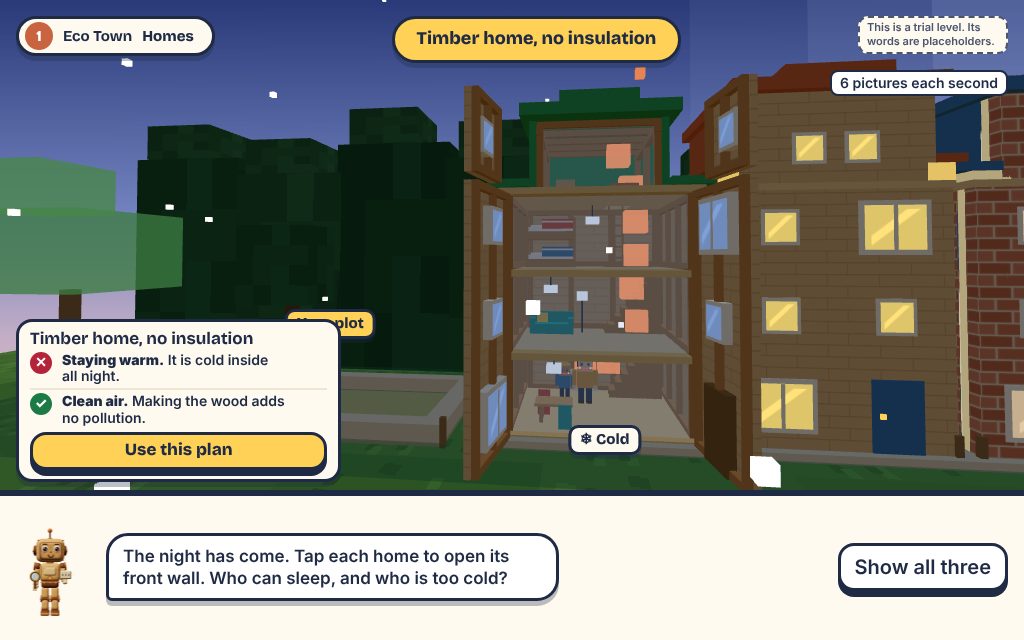 1 Eco Town Homes
Timber home, no insulation
This is a trial level. Its
words are placeholders.
6 pictures each second
plot
Timber home, no insulation
Staying warm. It is cold inside
all night.
Clean air. Making the wood adds
no pollution.
Use this plan
❄ Cold
The night has come. Tap each home to open its
front wall. Who can sleep, and who is too cold?
Show all three